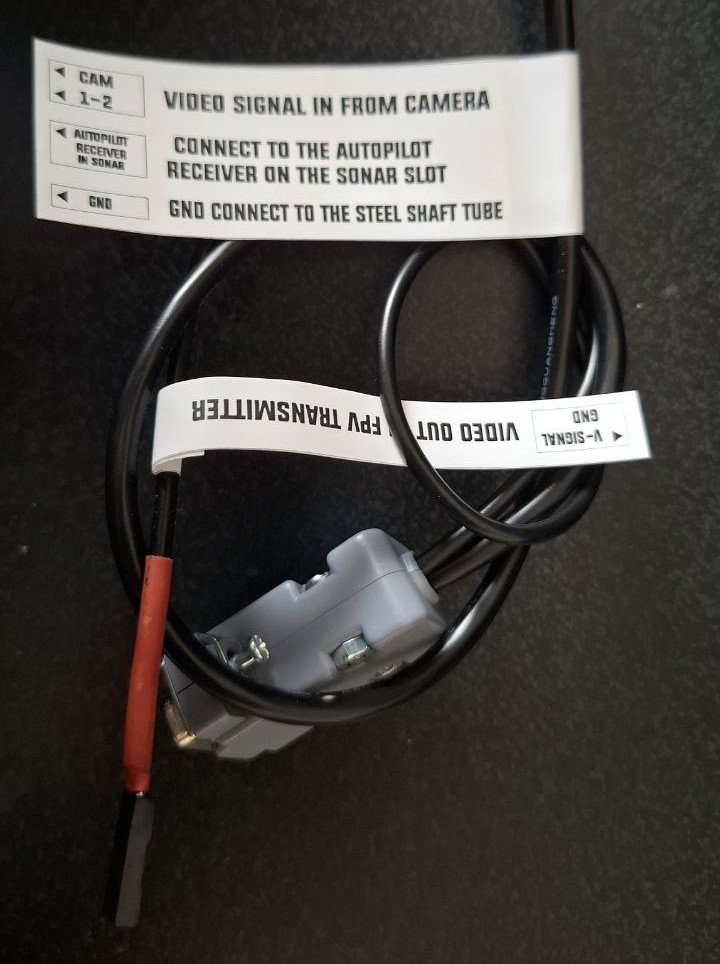 ◄ CAM
◄ 1-2
VIDEO SIGNAL IN FROM CAMERA
◄ AUTOPILOT
RECEIVER
IN SONAR
CONNECT TO THE AUTOPILOT
RECEIVER ON THE SONAR SLOT
◄ GND
GND CONNECT TO THE STEEL SHAFT TUBE
◄ V-SIGNAL
GND
VIDEO OUT FPV TRANSMITTER